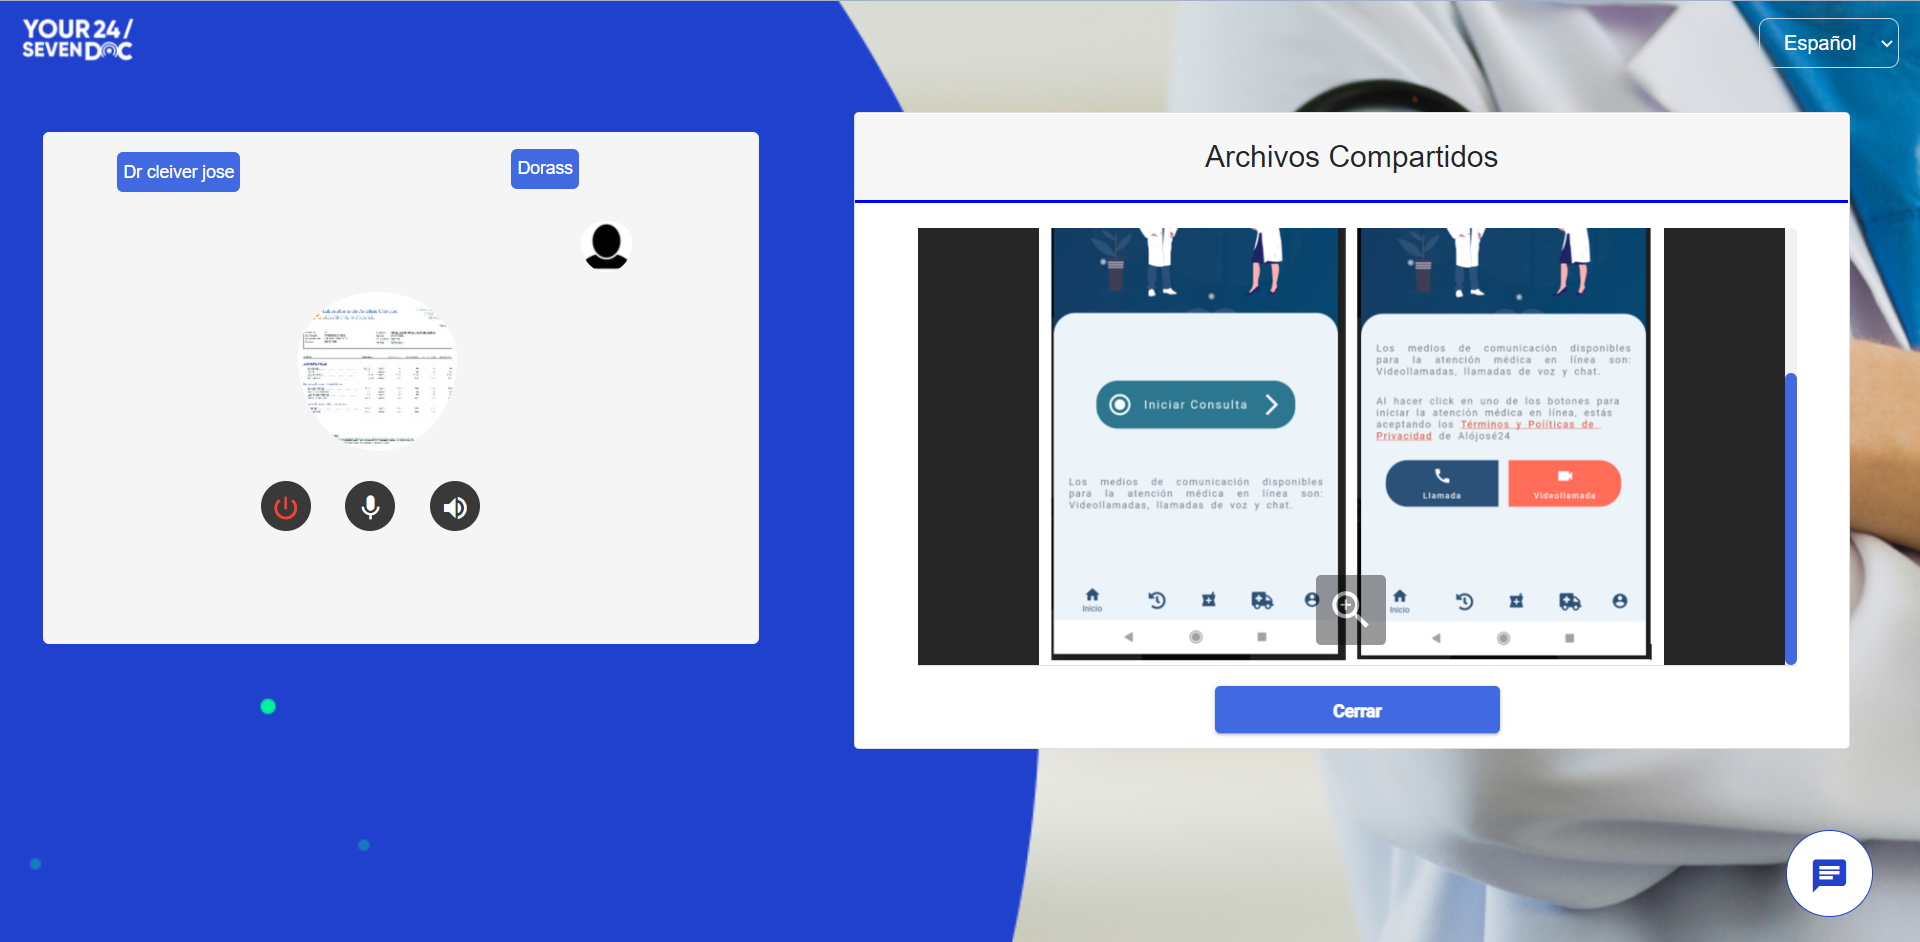 YOUR 24/
SEVEN DOC
Español
Dr cleiver jose
Dorass
Laboratorio de Análisis Clínicos
Archivos Compartidos
Iniciar Consulta
Los medios de comunicación disponibles
para la atención médica en línea son:
Videollamadas, llamadas de voz y chat.
Inicio
Los medios de comunicación disponibles
para la atención médica en línea son:
Videollamadas, llamadas de voz y chat.
Al hacer click en uno de los botones para
iniciar la atención médica en línea, estás
aceptando los Términos y Políticas de
Privacidad de Alójosé24
Llamada
Videollamada
Inicio
Cerrar